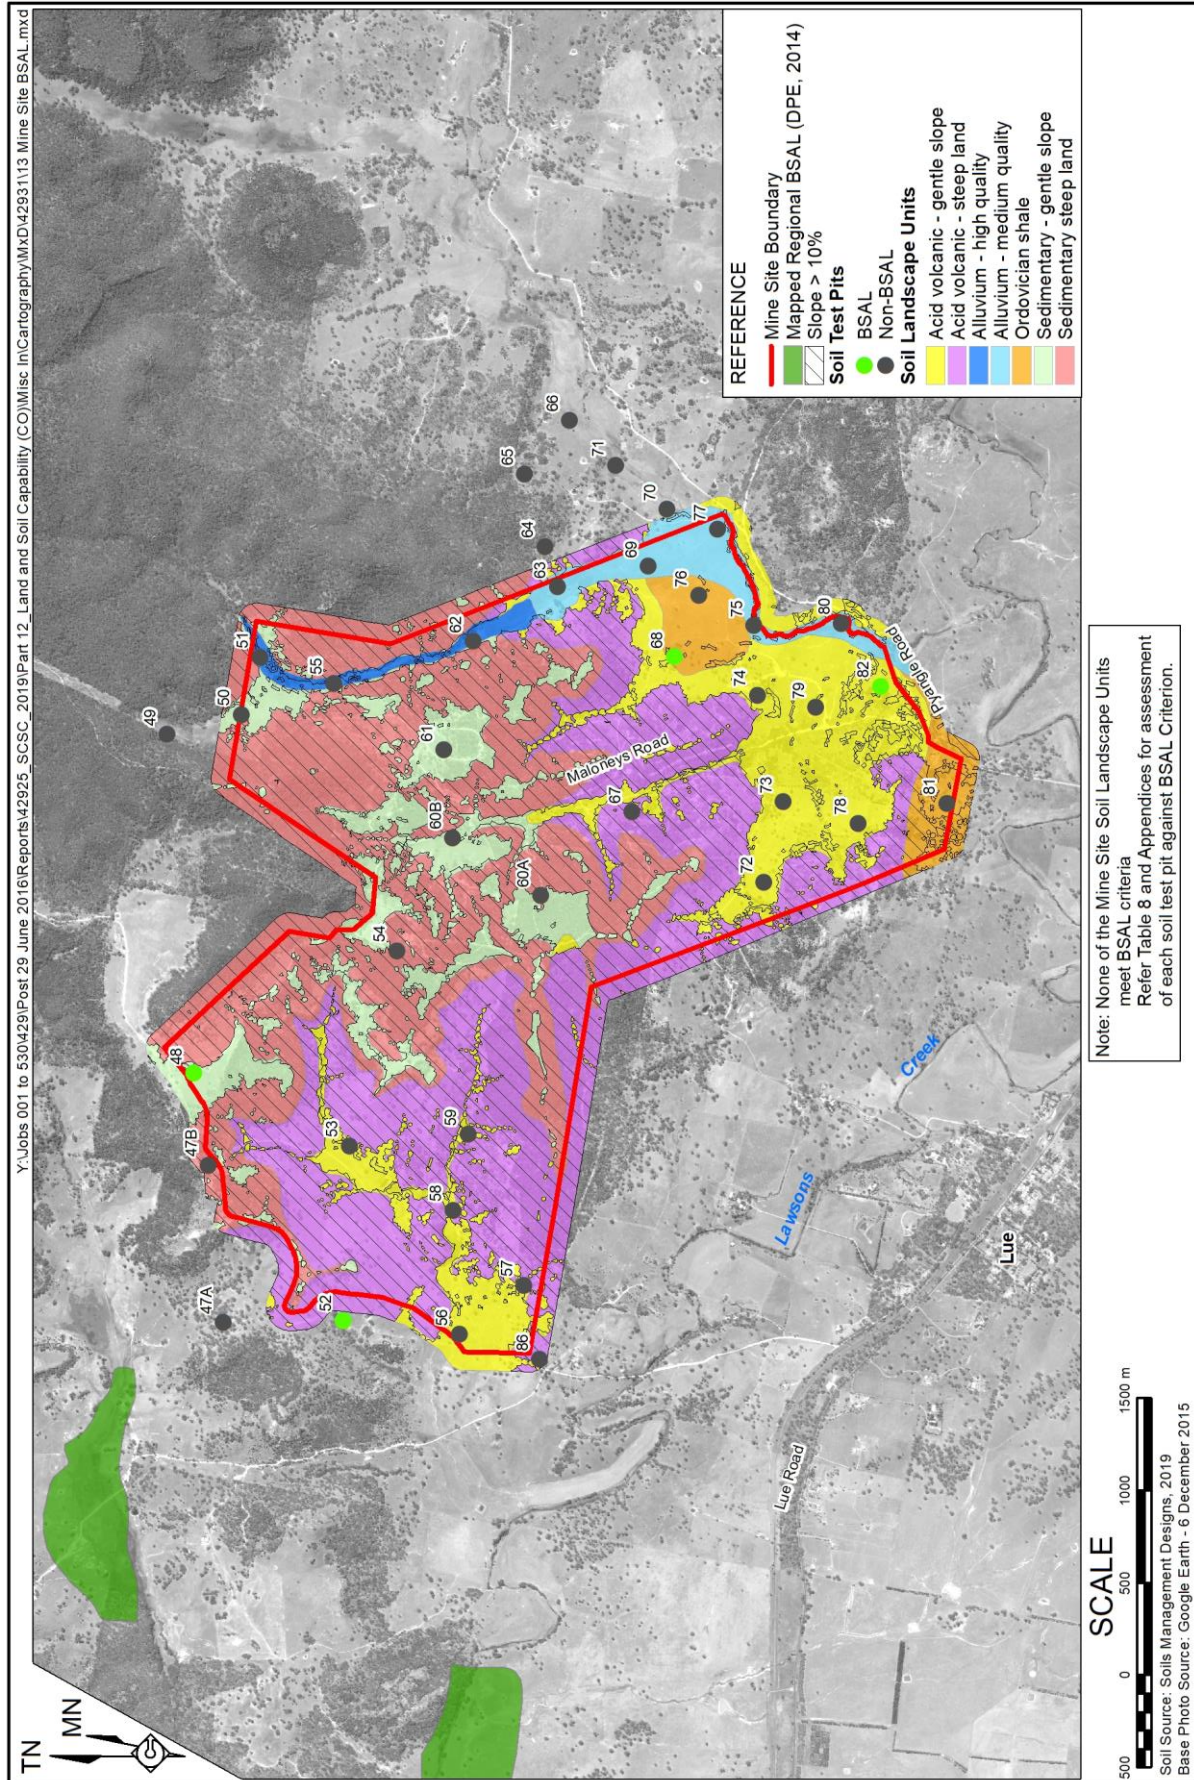 Y:\Jobs 001 to 530\429\Post 29 June 2016\Reports\42925_SCSC_2019\Part 12_Land and Soil Capability (CO)\Misc In\Cartography\MxD\42931\13 Mine Site BSAL.mxd
TN
MN
49
50
51
48
47B
47A
55
52
54
53
62
61
60B
66
65
64
63
60A
59
58
57
56
86
71
70
69
77
76
68
67
Maloneys Road
75
74
73
72
80
79
78
82
81
Pyangle Road
Lawsons
Creek
Lue
Lue Road
REFERENCE
Mine Site Boundary
Mapped Regional BSAL (DPE, 2014)
Slope > 10%
Soil Test Pits
BSAL
Non-BSAL
Soil Landscape Units
Acid volcanic - gentle slope
Acid volcanic - steep land
Alluvium - high quality
Alluvium - medium quality
Ordovician shale
Sedimentary - gentle slope
Sedimentary steep land
SCALE
500 0 500 1000 1500 m
Soil Source: Soils Management Designs, 2019
Base Photo Source: Google Earth - 6 December 2015
Note: None of the Mine Site Soil Landscape Units
meet BSAL criteria
Refer Table 8 and Appendices for assessment
of each soil test pit against BSAL Criterion.